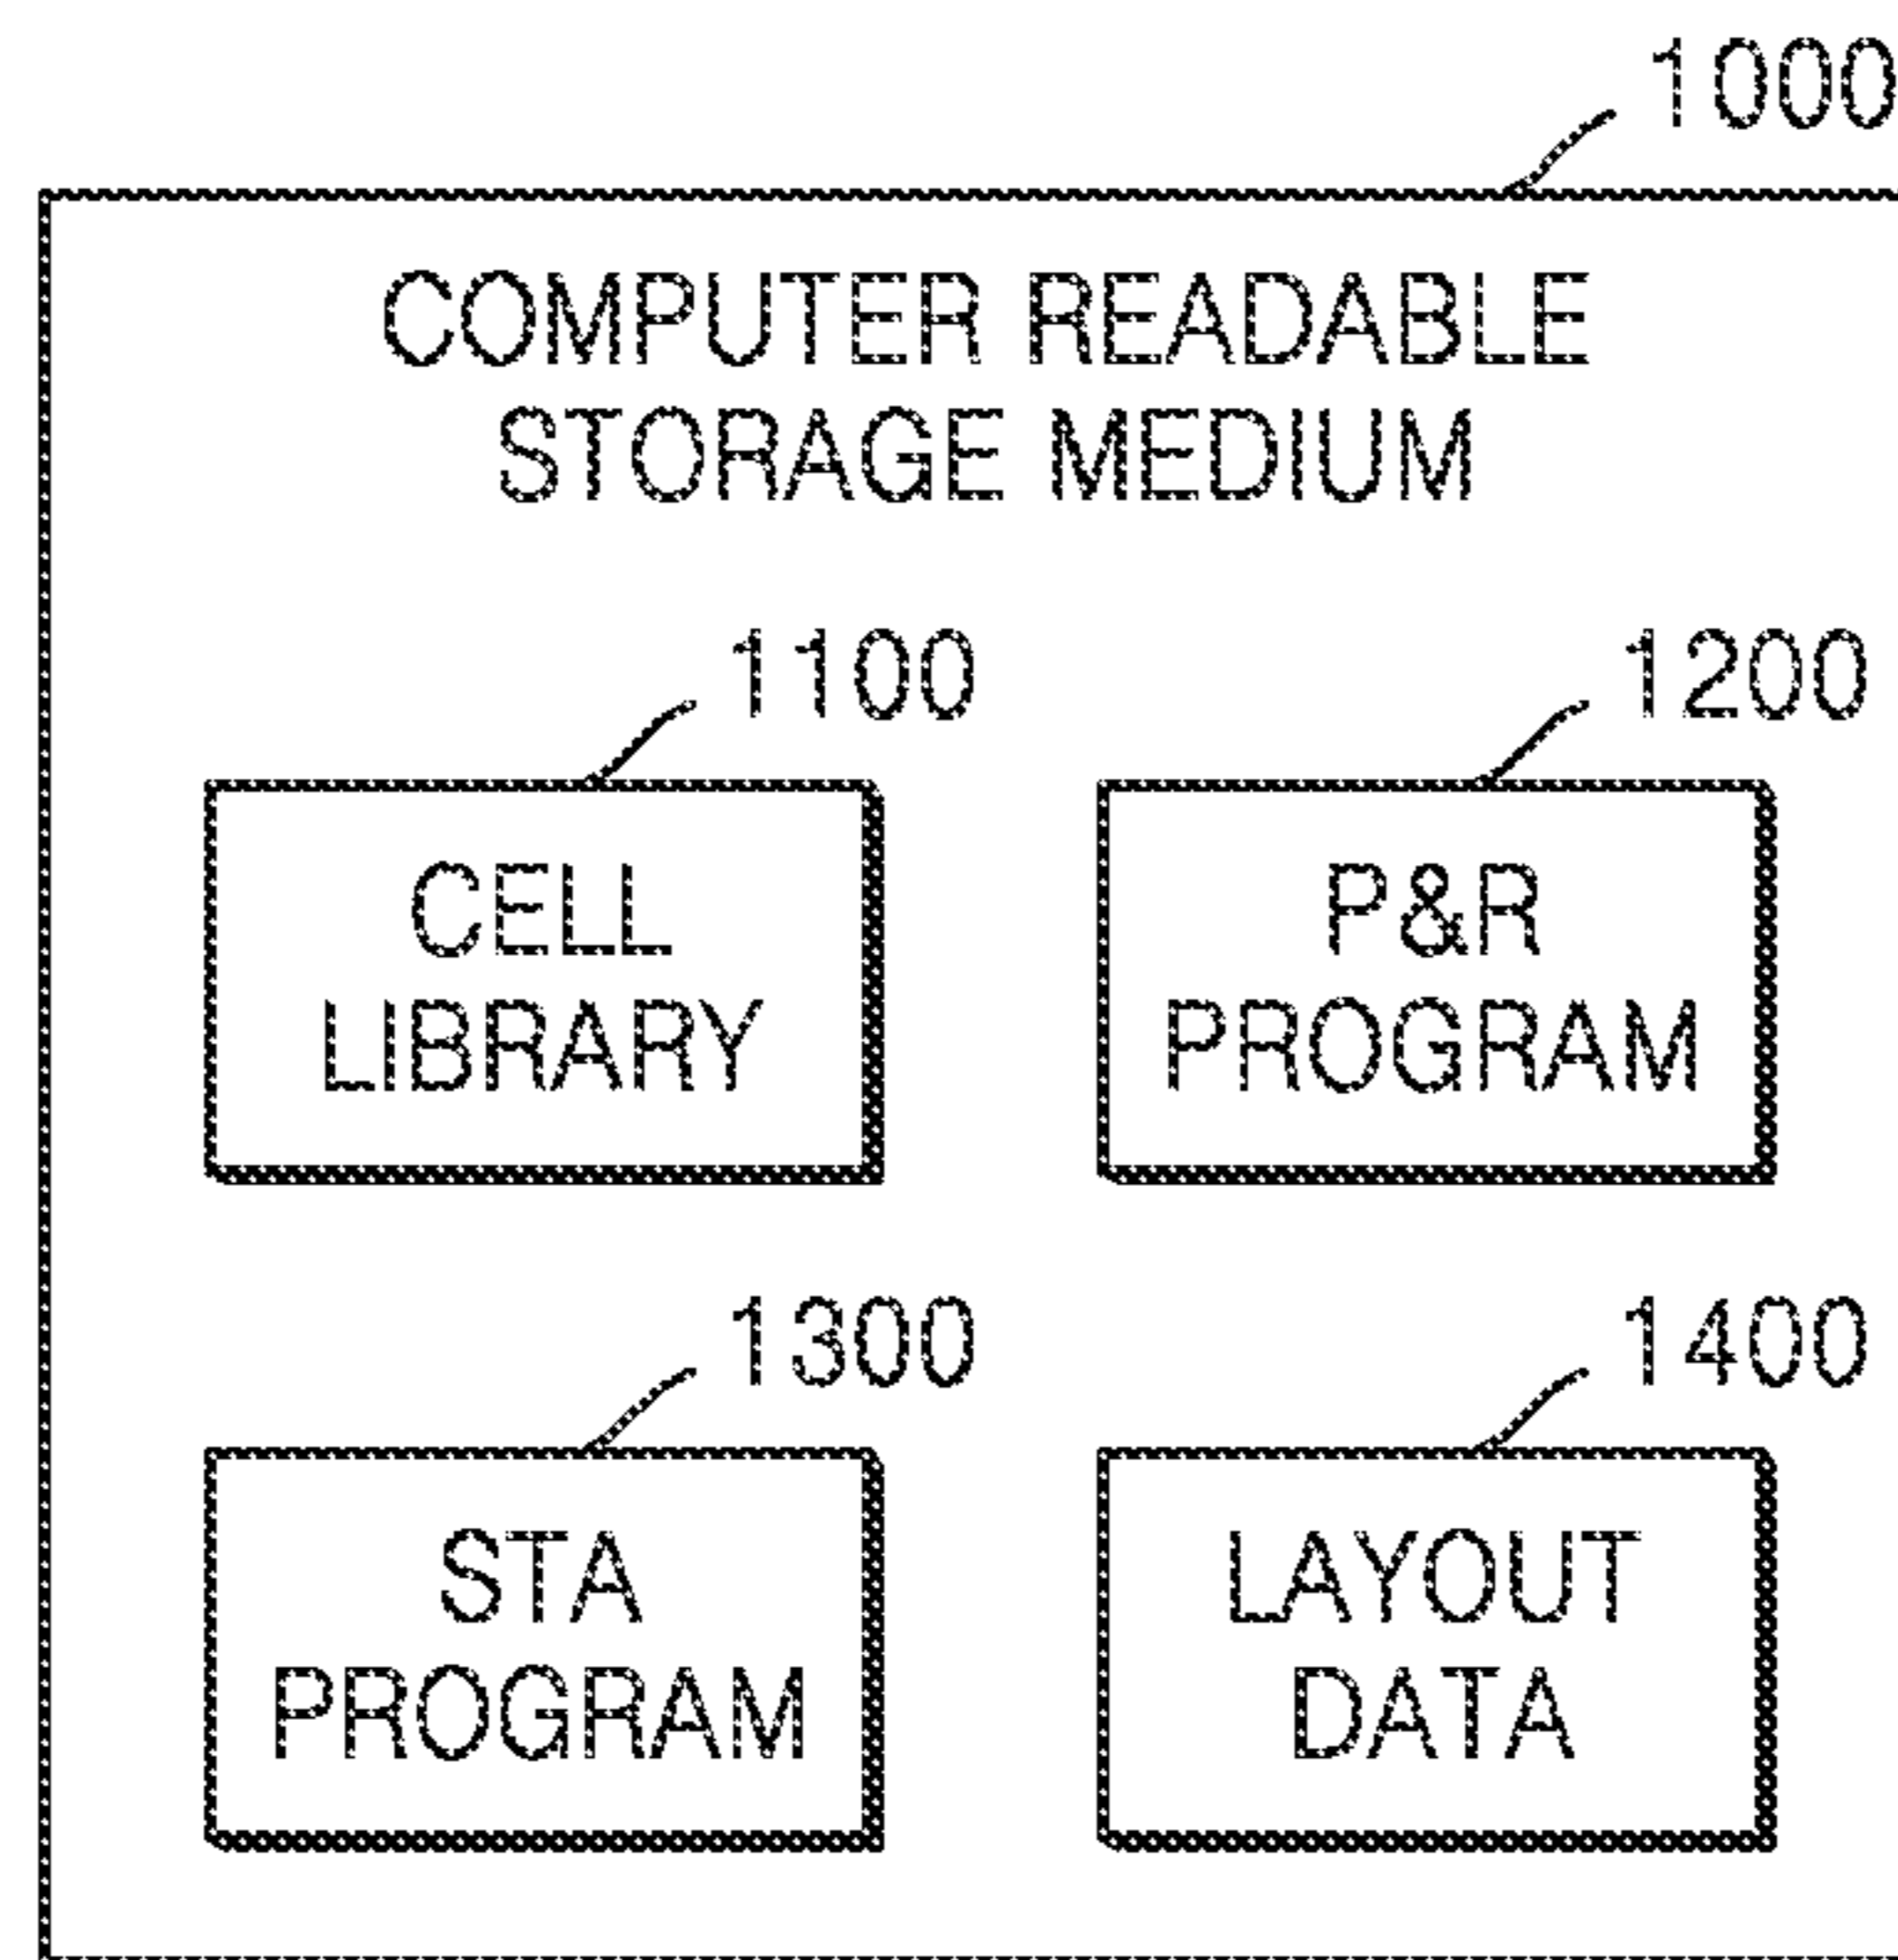 1000
COMPUTER READABLE
STORAGE MEDIUM
1100
1200
CELL
LIBRARY
P&R
PROGRAM
1300
1400
STA
PROGRAM
LAYOUT
DATA